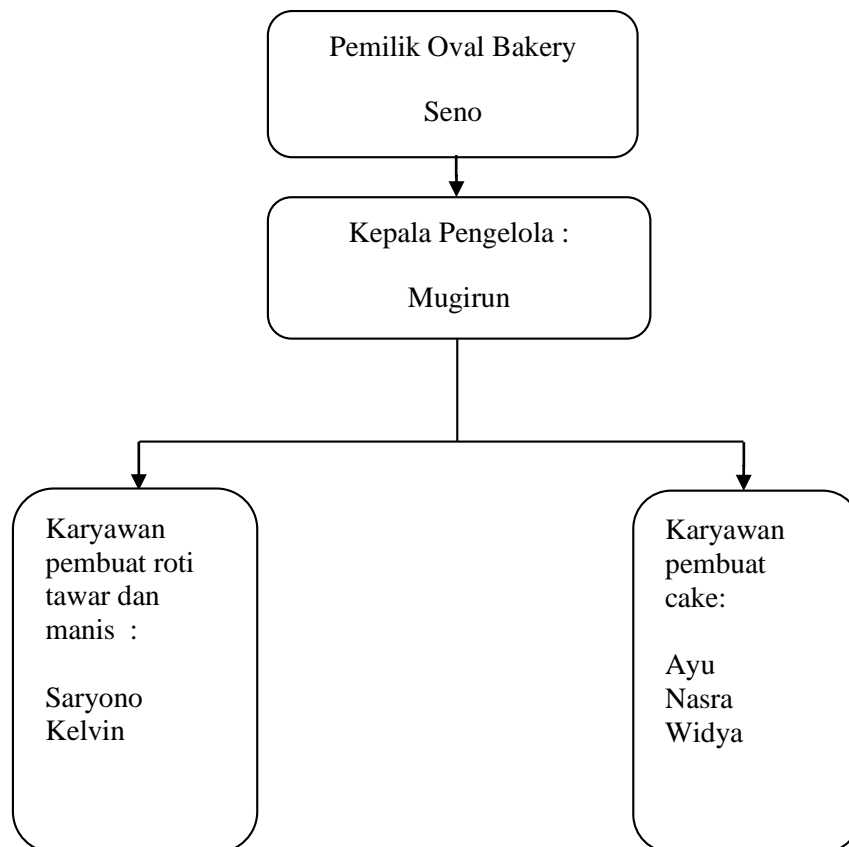 Pemilik Oval Bakery
Seno
Kepala Pengelola :
Mugirun
Karyawan
pembuat roti
tawar dan
manis  :
Saryono
Kelvin
Karyawan
pembuat
cake:
Ayu
Nasra
Widya